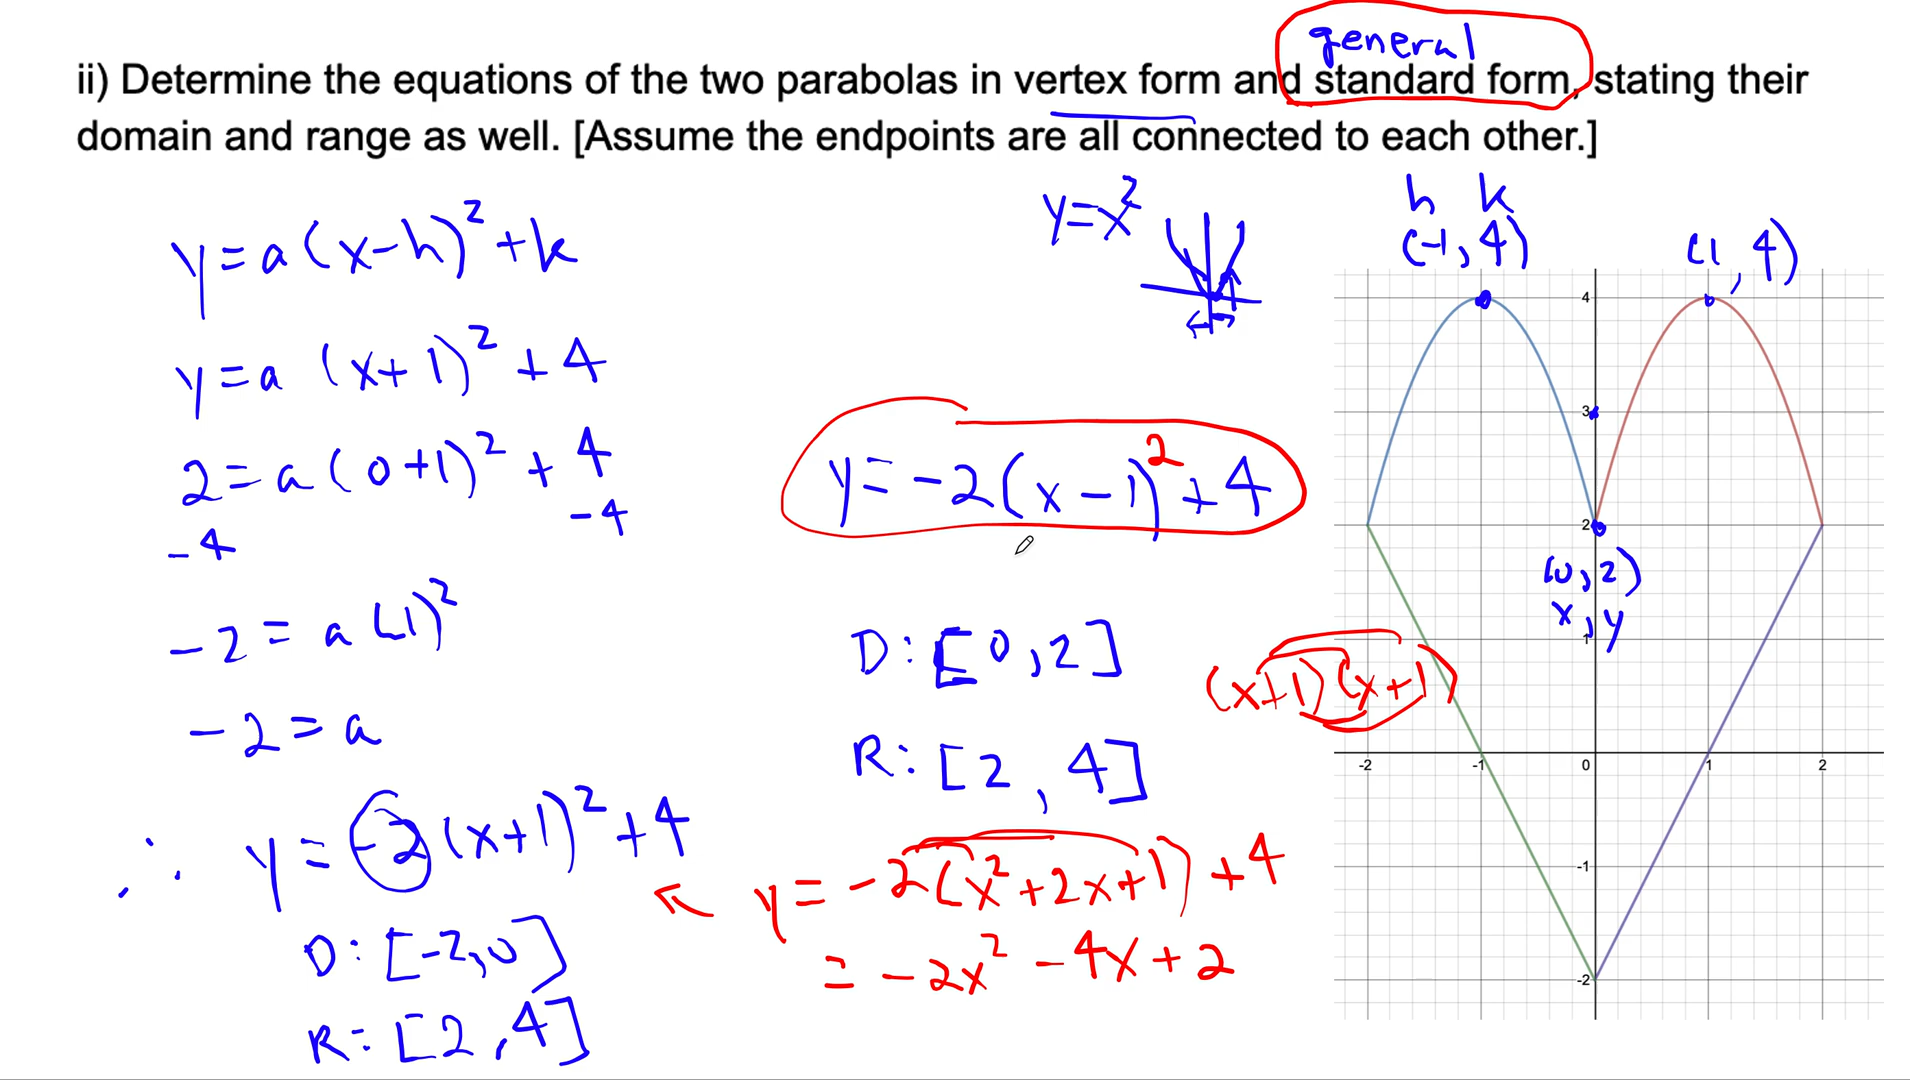 general
ii) Determine the equations of the two parabolas in vertex form and standard form, stating their
domain and range as well. [Assume the endpoints are all connected to each other.]
y=a(x-h)²+k
y=a(x+1)²+4
2=a(0+1)²+4
-4 -4
-2=a(1)²
-2=a
∴ y=-2(x+1)²+4
D:[-2,0]
R:[2,4]
y=x²
y=-2(x-1)²+4
D:[0,2]
R:[2,4]
(x+1)(x+1)
y=-2(x²+2x+1)+4
=-2x²-4x+2
h k
(-1,4)
(1,4)
4
3
2
(0,2)
x,y
1
-2 -1 0 1 2
-1
-2